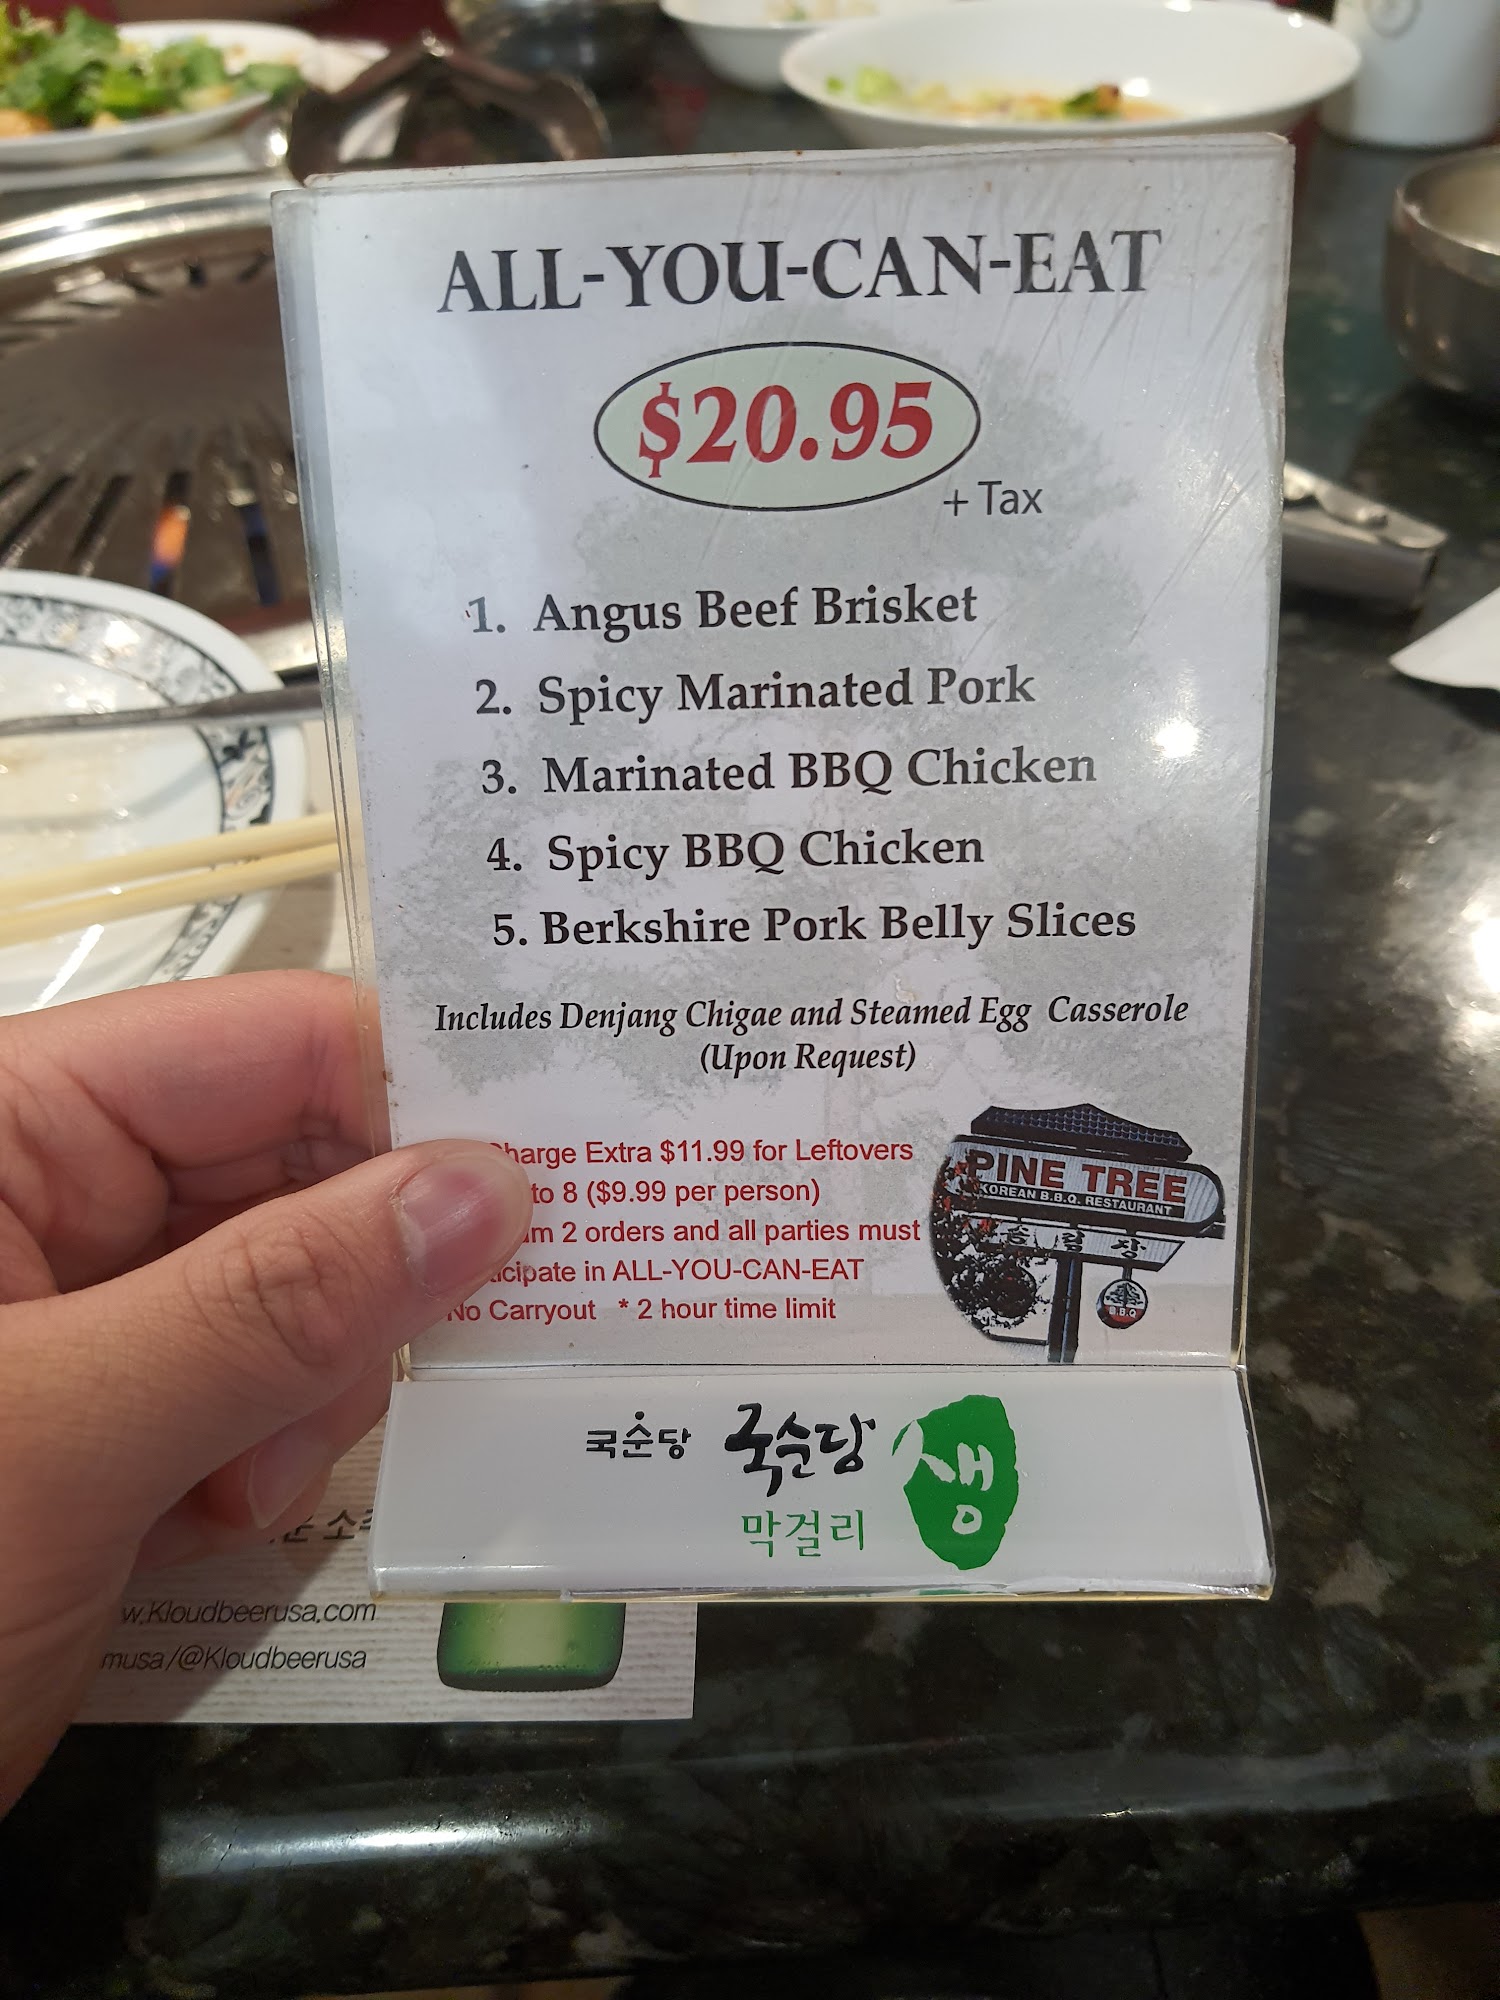 ALL-YOU-CAN-EAT
$20.95
+ Tax
1. Angus Beef Brisket
2. Spicy Marinated Pork
3. Marinated BBQ Chicken
4. Spicy BBQ Chicken
5. Berkshire Pork Belly Slices
Includes Denjang Chigae and Steamed Egg Casserole
(Upon Request)
Extra $11.99 for Leftovers
to 8 ($9.99 per person)
2 orders and all parties must
in ALL-YOU-CAN-EAT
No Carryout * 2 hour time limit
PINE TREE
KOREAN B.B.Q. RESTAURANT
송림장
B.B.Q
국순당 국순당 생
막걸리
w.Kloudbeerusa.com
musa/@Kloudbeerusa